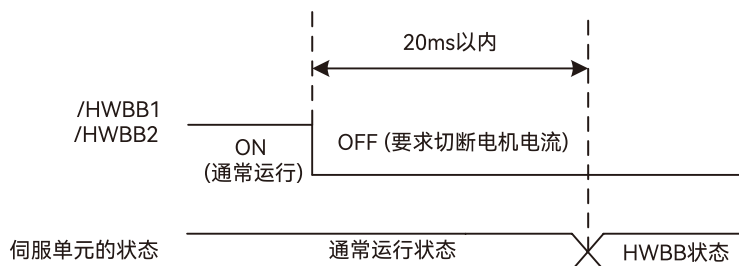 20ms以内
/HWBB1
/HWBB2
ON
(通常运行)
OFF (要求切断电机电流)
伺服单元的状态
通常运行状态
HWBB状态